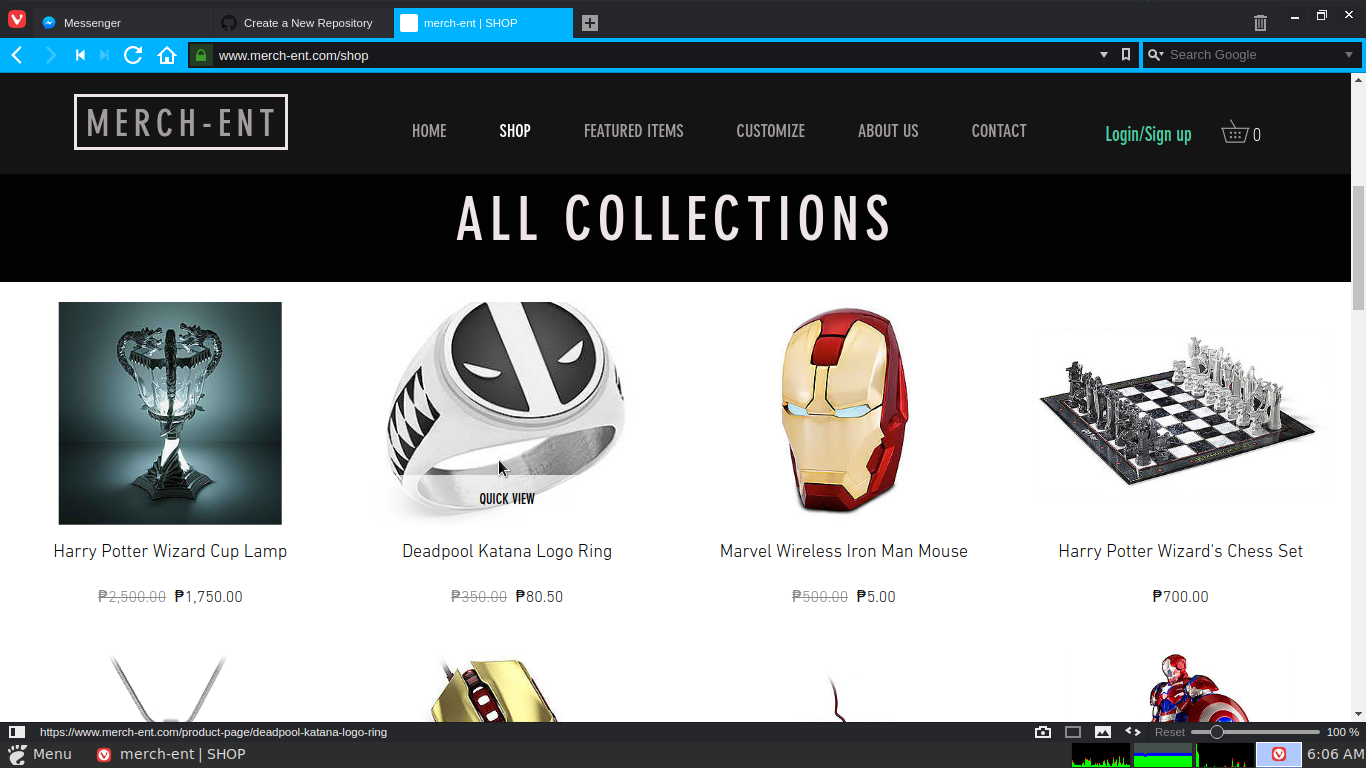 Messenger
Create a New Repository
merch-ent | SHOP
www.merch-ent.com/shop
Search Google
MERCH-ENT
HOME
SHOP
FEATURED ITEMS
CUSTOMIZE
ABOUT US
CONTACT
Login/Sign up
0
ALL COLLECTIONS
QUICK VIEW
Harry Potter Wizard Cup Lamp
Deadpool Katana Logo Ring
Marvel Wireless Iron Man Mouse
Harry Potter Wizard's Chess Set
₱2,500.00 ₱1,750.00
₱350.00 ₱80.50
₱500.00 ₱5.00
₱700.00
https://www.merch-ent.com/product-page/deadpool-katana-logo-ring
Reset
100 %
Menu
merch-ent | SHOP
6:06 AM